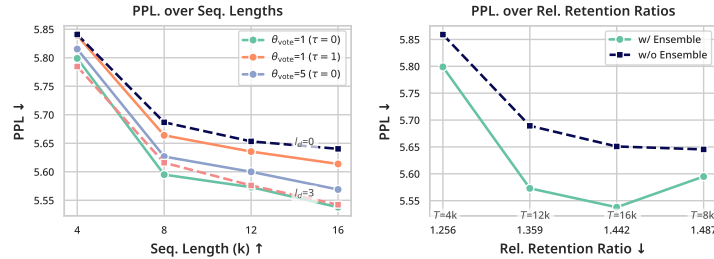 PPL. over Seq. Lengths
PPL ↓
5.85
5.80
5.75
5.70
5.65
5.60
5.55
θvote=1 (τ = 0)
θvote=1 (τ = 1)
θvote=5 (τ = 0)
ld=0
ld=3
4
8
12
16
Seq. Length (k) ↑
PPL. over Rel. Retention Ratios
PPL ↓
5.85
5.80
5.75
5.70
5.65
5.60
5.55
w/ Ensemble
w/o Ensemble
T=4k
T=12k
T=16k
T=8k
1.256
1.359
1.442
1.487
Rel. Retention Ratio ↓